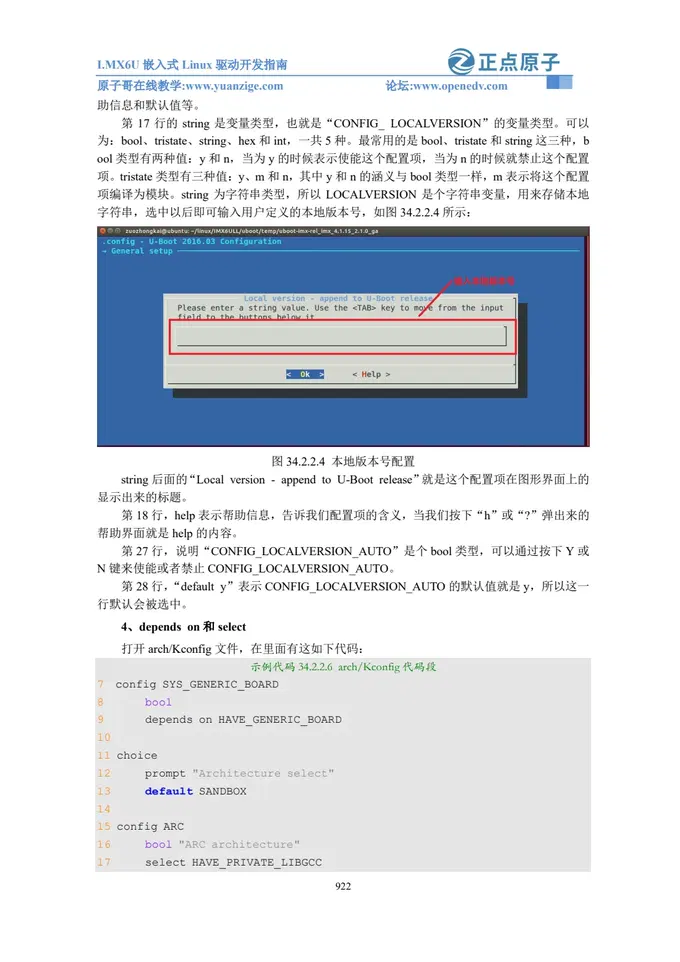 I.MX6U 嵌入式 Linux 驱动开发指南
正点原子
原子哥在线教学:www.yuanzige.com 论坛:www.openedv.com
助信息和默认值等。
第 17 行的 string 是变量类型，也就是“CONFIG_ LOCALVERSION”的变量类型。可以
为：bool、tristate、string、hex 和 int，一共 5 种。最常用的是 bool、tristate 和 string 这三种，b
ool 类型有两种值：y 和 n，当为 y 的时候表示使能这个配置项，当为 n 的时候就禁止这个配置
项。tristate 类型有三种值：y、m 和 n，其中 y 和 n 的涵义与 bool 类型一样，m 表示将这个配置
项编译为模块。string 为字符串类型，所以 LOCALVERSION 是个字符串变量，用来存储本地
字符串，选中以后即可输入用户定义的本地版本号，如图 34.2.2.4 所示：
zuozhongkai@ubuntu: ~/linux/IMX6ULL/uboot/temp/uboot-imx-rel_imx_4.1.15_2.1.0_ga
.config - U-Boot 2016.03 Configuration
→ General setup
Local version - append to U-Boot release
Please enter a string value. Use the <TAB> key to move from the input
field to the buttons below it.
< Ok > < Help >
图 34.2.2.4 本地版本号配置
string 后面的“Local version - append to U-Boot release”就是这个配置项在图形界面上的
显示出来的标题。
第 18 行，help 表示帮助信息，告诉我们配置项的含义，当我们按下“h”或“?”弹出来的
帮助界面就是 help 的内容。
第 27 行，说明“CONFIG_LOCALVERSION_AUTO”是个 bool 类型，可以通过按下 Y 或
N 键来使能或者禁止 CONFIG_LOCALVERSION_AUTO。
第 28 行，“default y”表示 CONFIG_LOCALVERSION_AUTO 的默认值就是 y，所以这一
行默认会被选中。
4、depends on 和 select
打开 arch/Kconfig 文件，在里面有这如下代码：
示例代码 34.2.2.6 arch/Kconfig 代码段
7 config SYS_GENERIC_BOARD
8 bool
9 depends on HAVE_GENERIC_BOARD
10
11 choice
12 prompt "Architecture select"
13 default SANDBOX
14
15 config ARC
16 bool "ARC architecture"
17 select HAVE_PRIVATE_LIBGCC
922